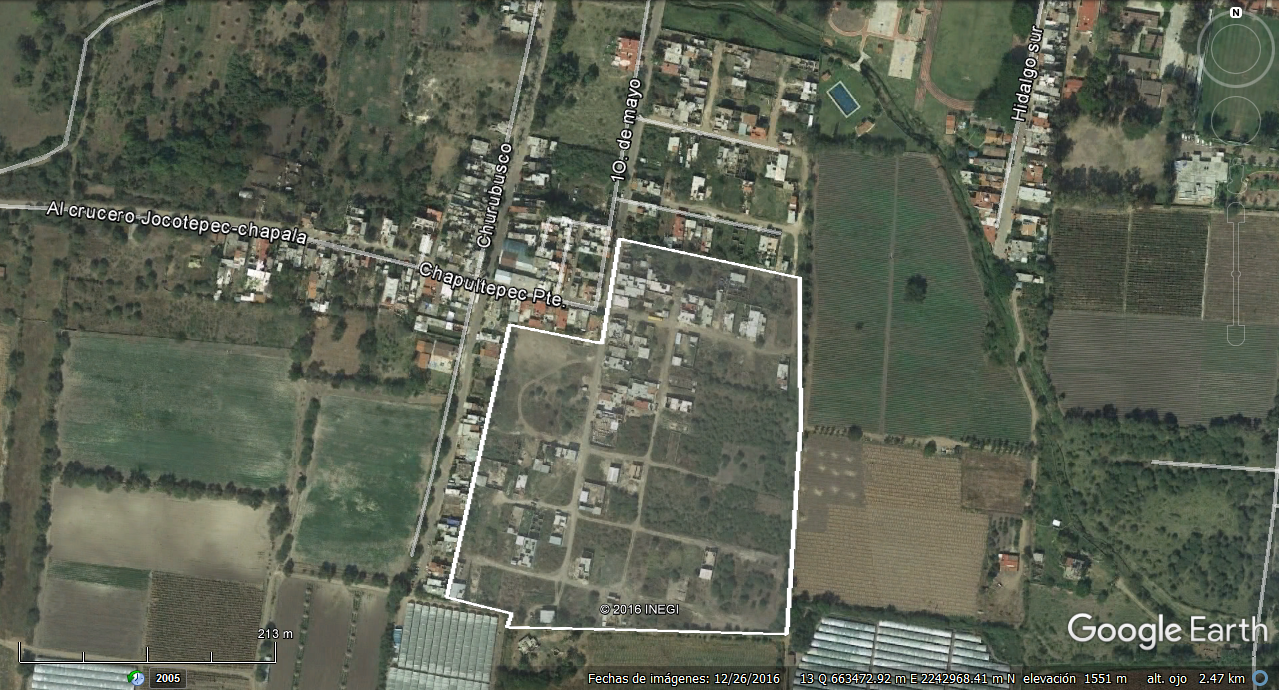 N
Hidalgo sur
1O. de mayo
Churubusco
Al crucero Jocotepec-chapala
Chapultepec Pte.
© 2016 INEGI
Google Earth
213 m
2005
Fechas de imágenes: 12/26/2016 13 Q 663472.92 m E 2242968.41 m N elevación 1551 m alt. ojo 2.47 km